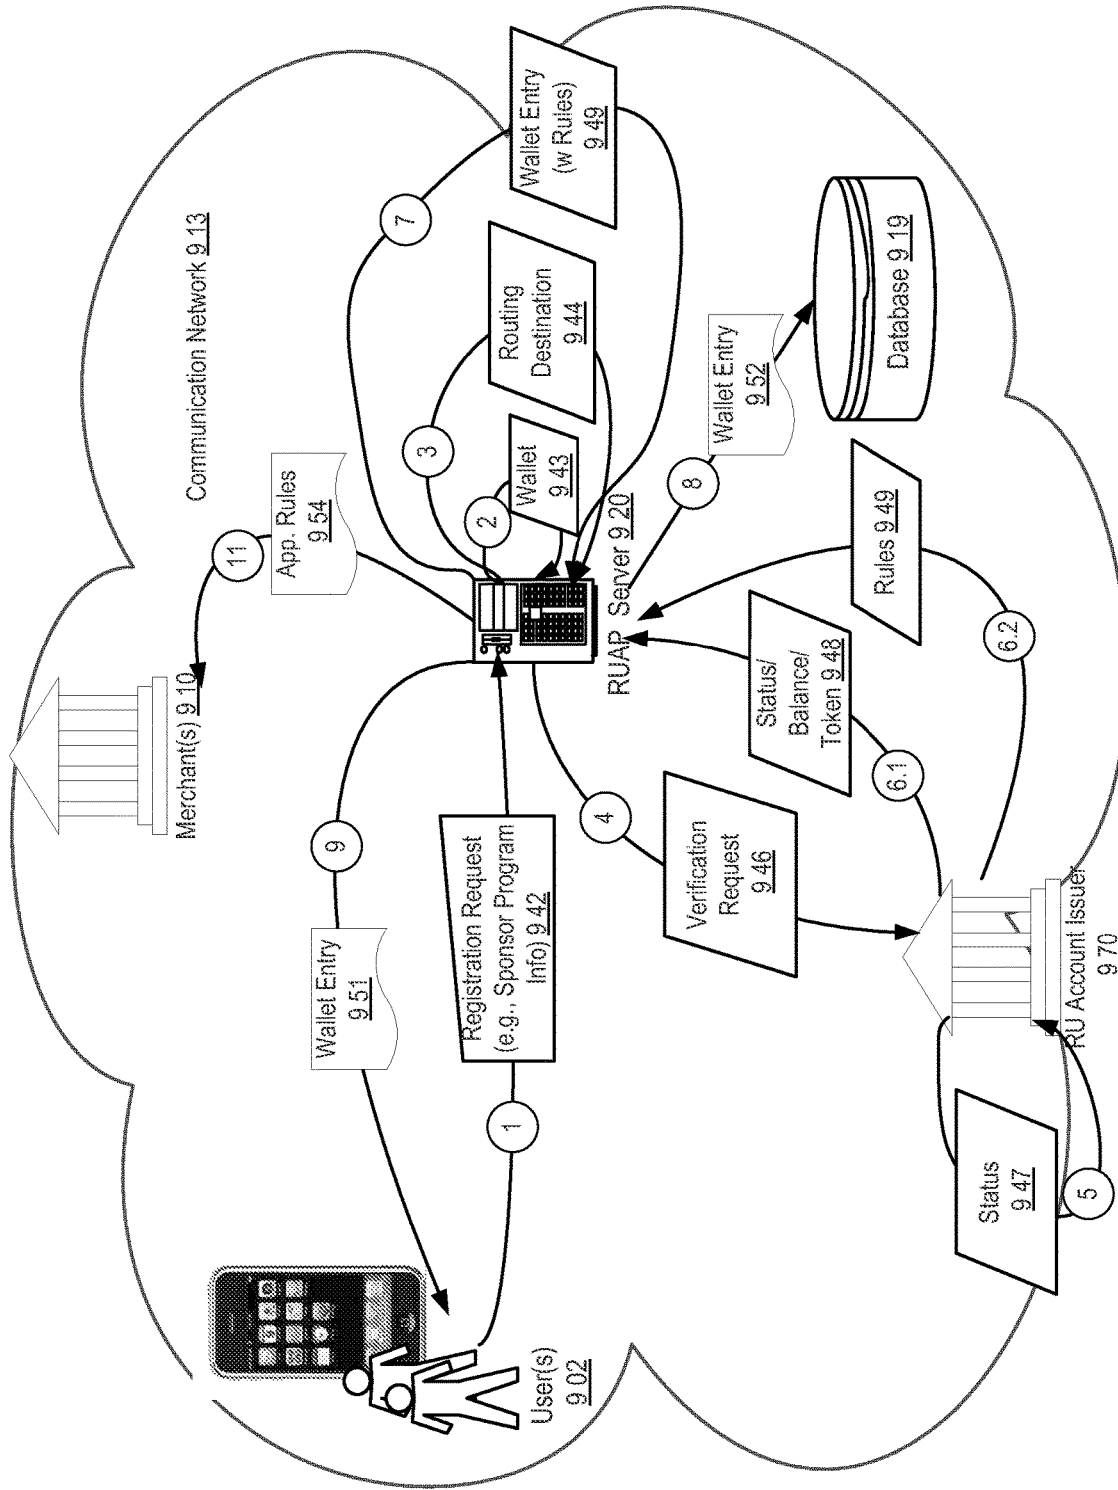 Merchant(s) 9.10
Communication Network 9.13
11
App. Rules
9.54
Wallet Entry
9.51
9
7
3
2
1
Registration Request
(e.g., Sponsor Program
Info) 9.42
Wallet
9.43
Routing
Destination
9.44
Wallet Entry
(w Rules)
9.49
User(s)
9 02
4
RUAP Server 9.20
8
Verification
Request
9.46
Wallet Entry
9.52
Status/
Balance/
Token 9.48
Rules 9.49
Database 9.19
6.1
6.2
Status
9.47
5
RU Account Issuer
9 70